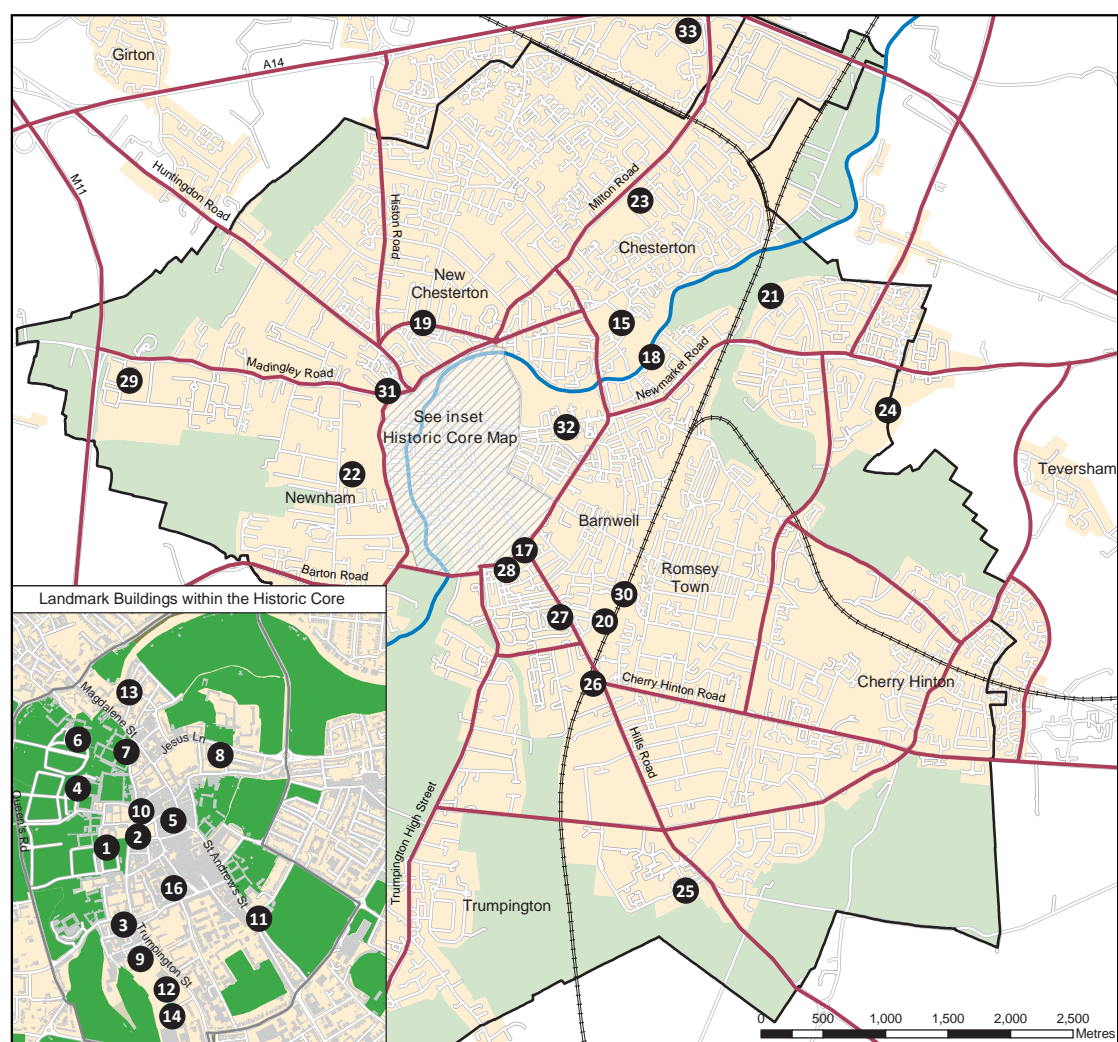 33
Girton
A14
M11
Huntingdon Road
Histon Road
Milton Road
23
Chesterton
New
Chesterton
21
19
15
18
Newmarket Road
29
Madingley Road
31
24
See inset
Historic Core Map
32
Teversham
22
Newnham
Barnwell
17
28
Romsey
Town
Barton Road
30
27
20
26
Cherry Hinton Road
Cherry Hinton
Hills Road
Trumpington High Street
25
Trumpington
Landmark Buildings within the Historic Core
13
Magdalene St
6
7
Jesus Ln
8
4
Queen's Rd
10
5
2
1
St Andrew's St
16
11
3
Trumpington St
9
12
14
0 500 1,000 1,500 2,000 2,500
Metres